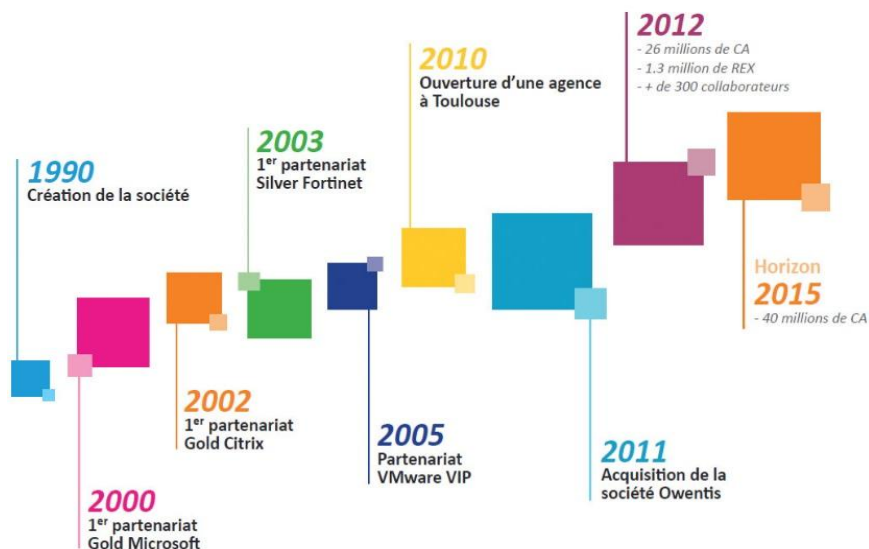 1990
Création de la société
2000
1er partenariat
Gold Microsoft
2002
1er partenariat
Gold Citrix
2003
1er partenariat
Silver Fortinet
2005
Partenariat
VMware VIP
2010
Ouverture d'une agence
à Toulouse
2011
Acquisition de la
société Owentis
2012
- 26 millions de CA
- 1.3 million de REX
- + de 300 collaborateurs
Horizon
2015
- 40 millions de CA